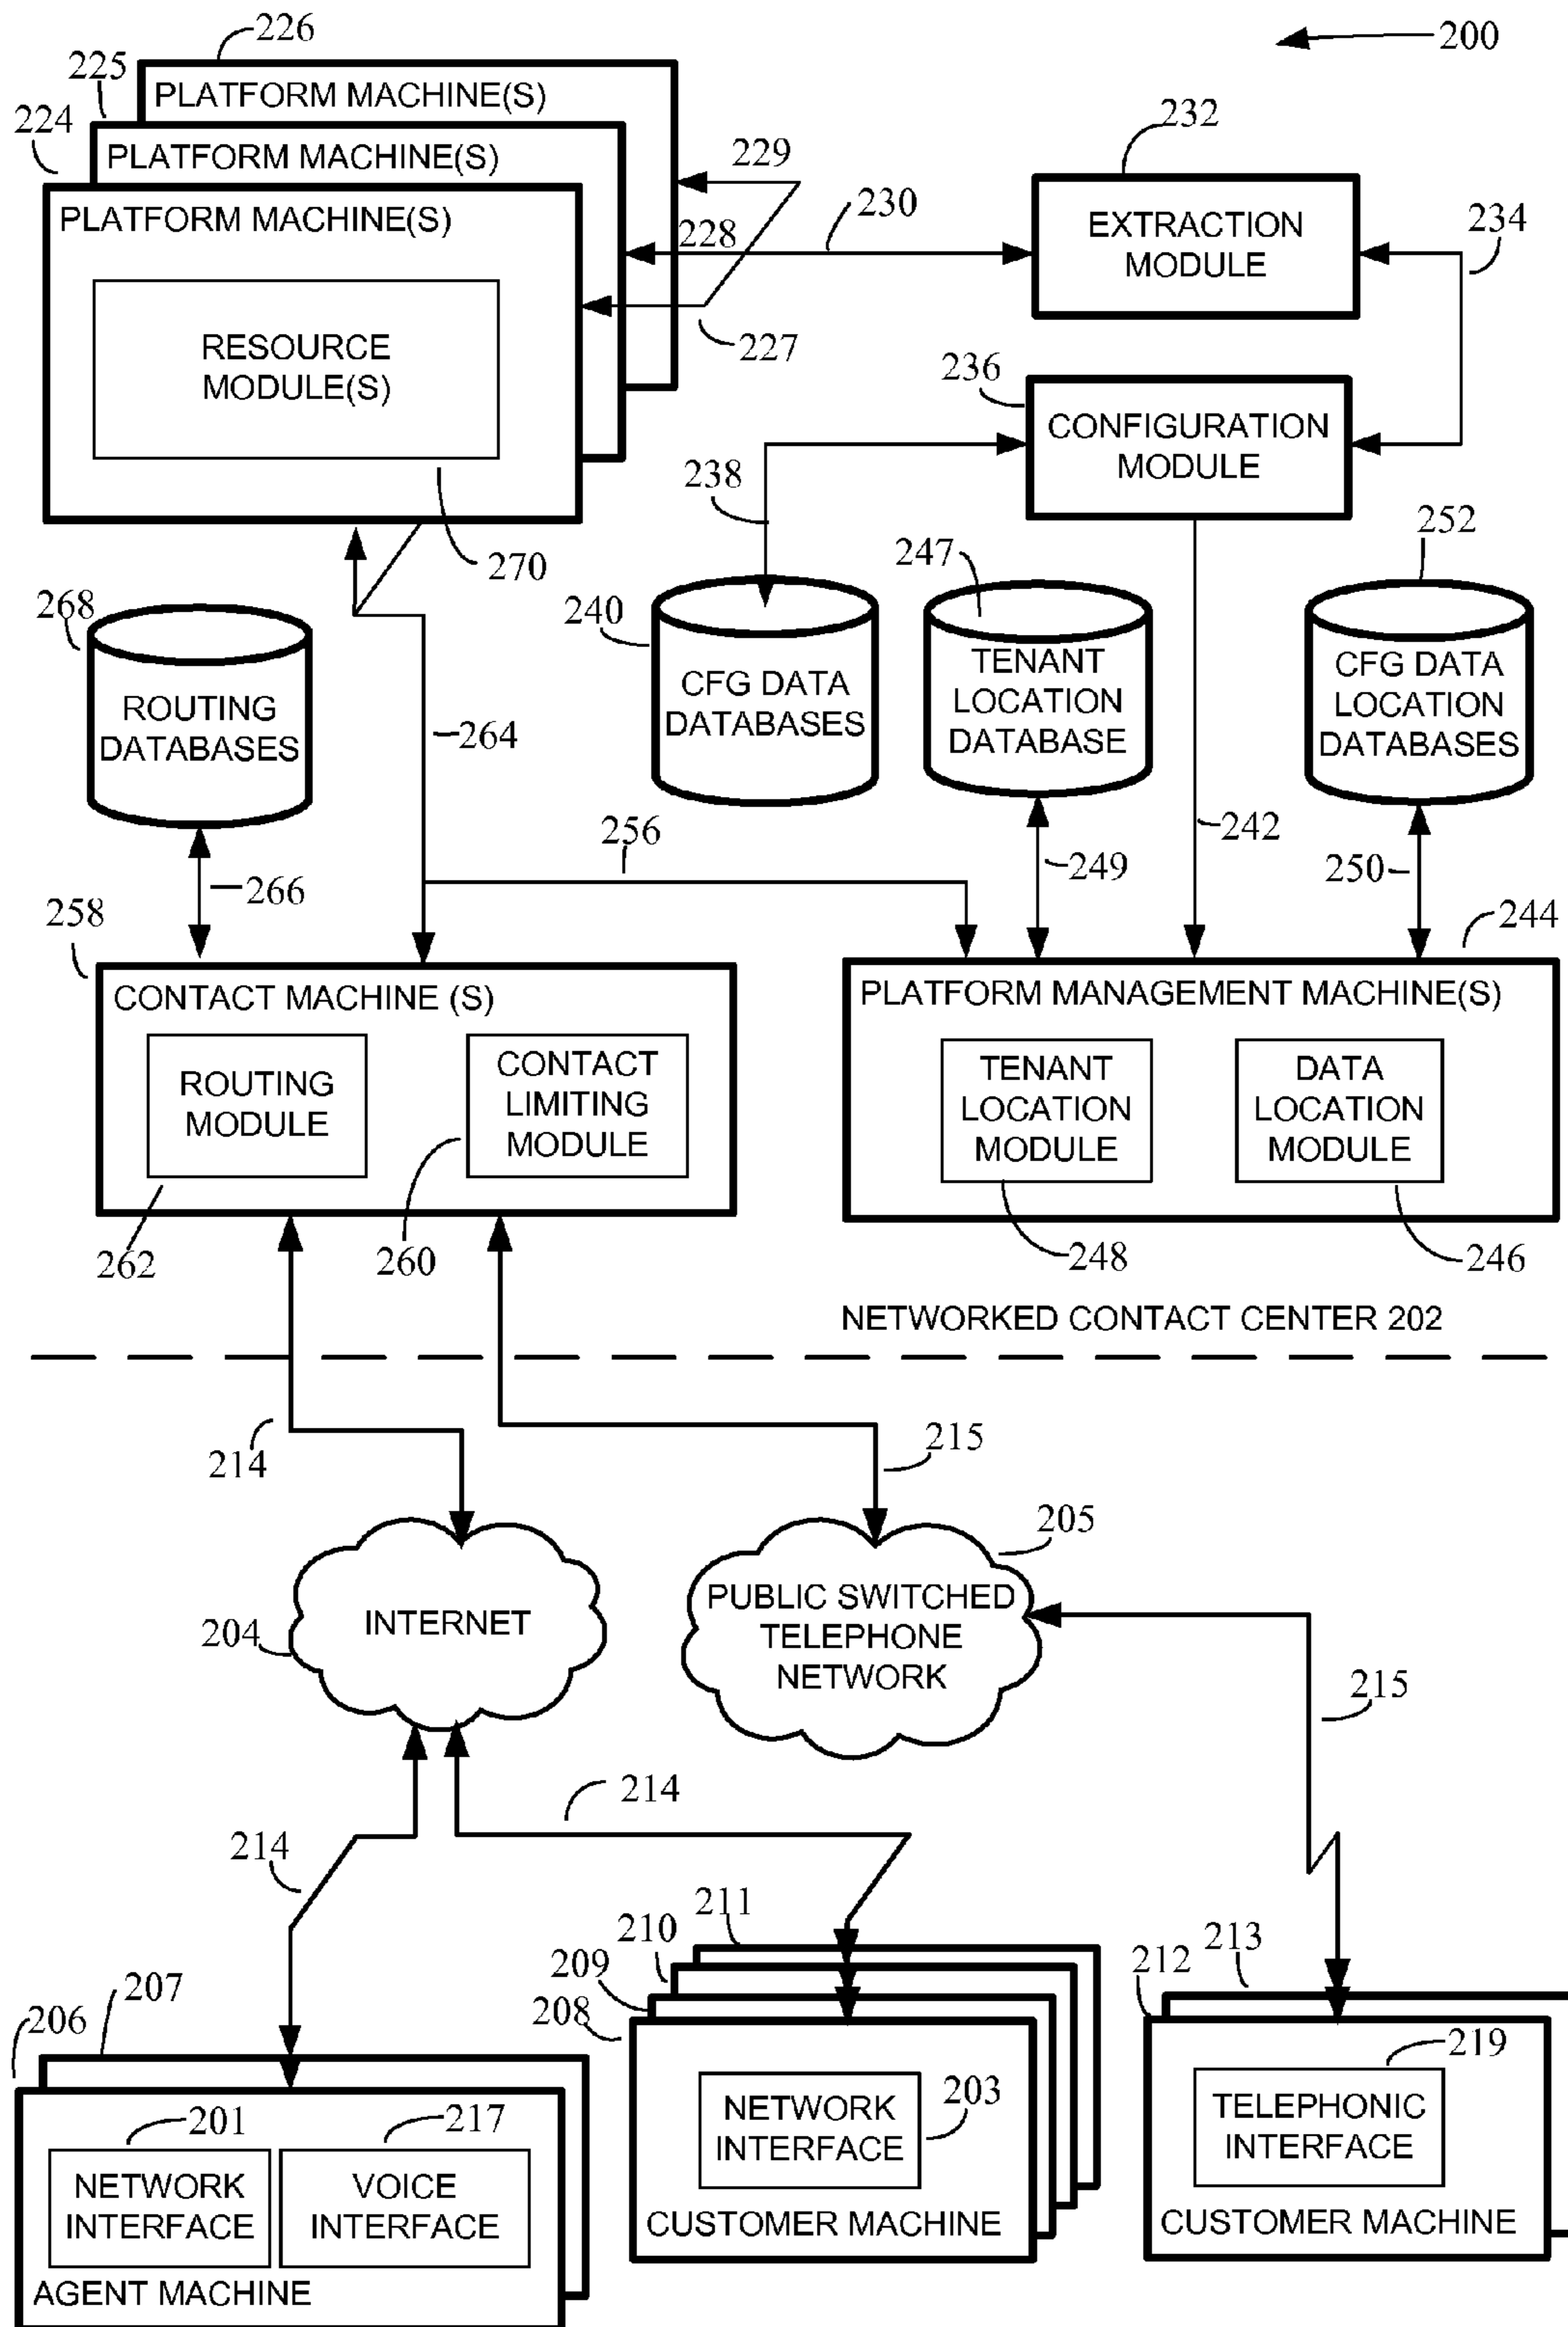 226
200
225
PLATFORM MACHINE(S)
224
232
PLATFORM MACHINE(S)
229
PLATFORM MACHINE(S)
230
234
228
EXTRACTION
MODULE
RESOURCE
MODULE(S)
227
236
CONFIGURATION
MODULE
238
252
247
270
268
240
TENANT
LOCATION
DATABASE
CFG DATA
LOCATION
DATABASES
CFG DATA
DATABASES
ROUTING
DATABASES
264
256
242
249
250
266
258
244
CONTACT MACHINE (S)
PLATFORM MANAGEMENT MACHINE(S)
ROUTING
MODULE
CONTACT
LIMITING
MODULE
TENANT
LOCATION
MODULE
DATA
LOCATION
MODULE
262
260
248
246
NETWORKED CONTACT CENTER 202
214
215
205
INTERNET
204
PUBLIC SWITCHED
TELEPHONE
NETWORK
215
214
214
211
210
213
209
212
207
208
206
219
201
217
203
NETWORK
INTERFACE
TELEPHONIC
INTERFACE
NETWORK
INTERFACE
VOICE
INTERFACE
CUSTOMER MACHINE
CUSTOMER MACHINE
AGENT MACHINE